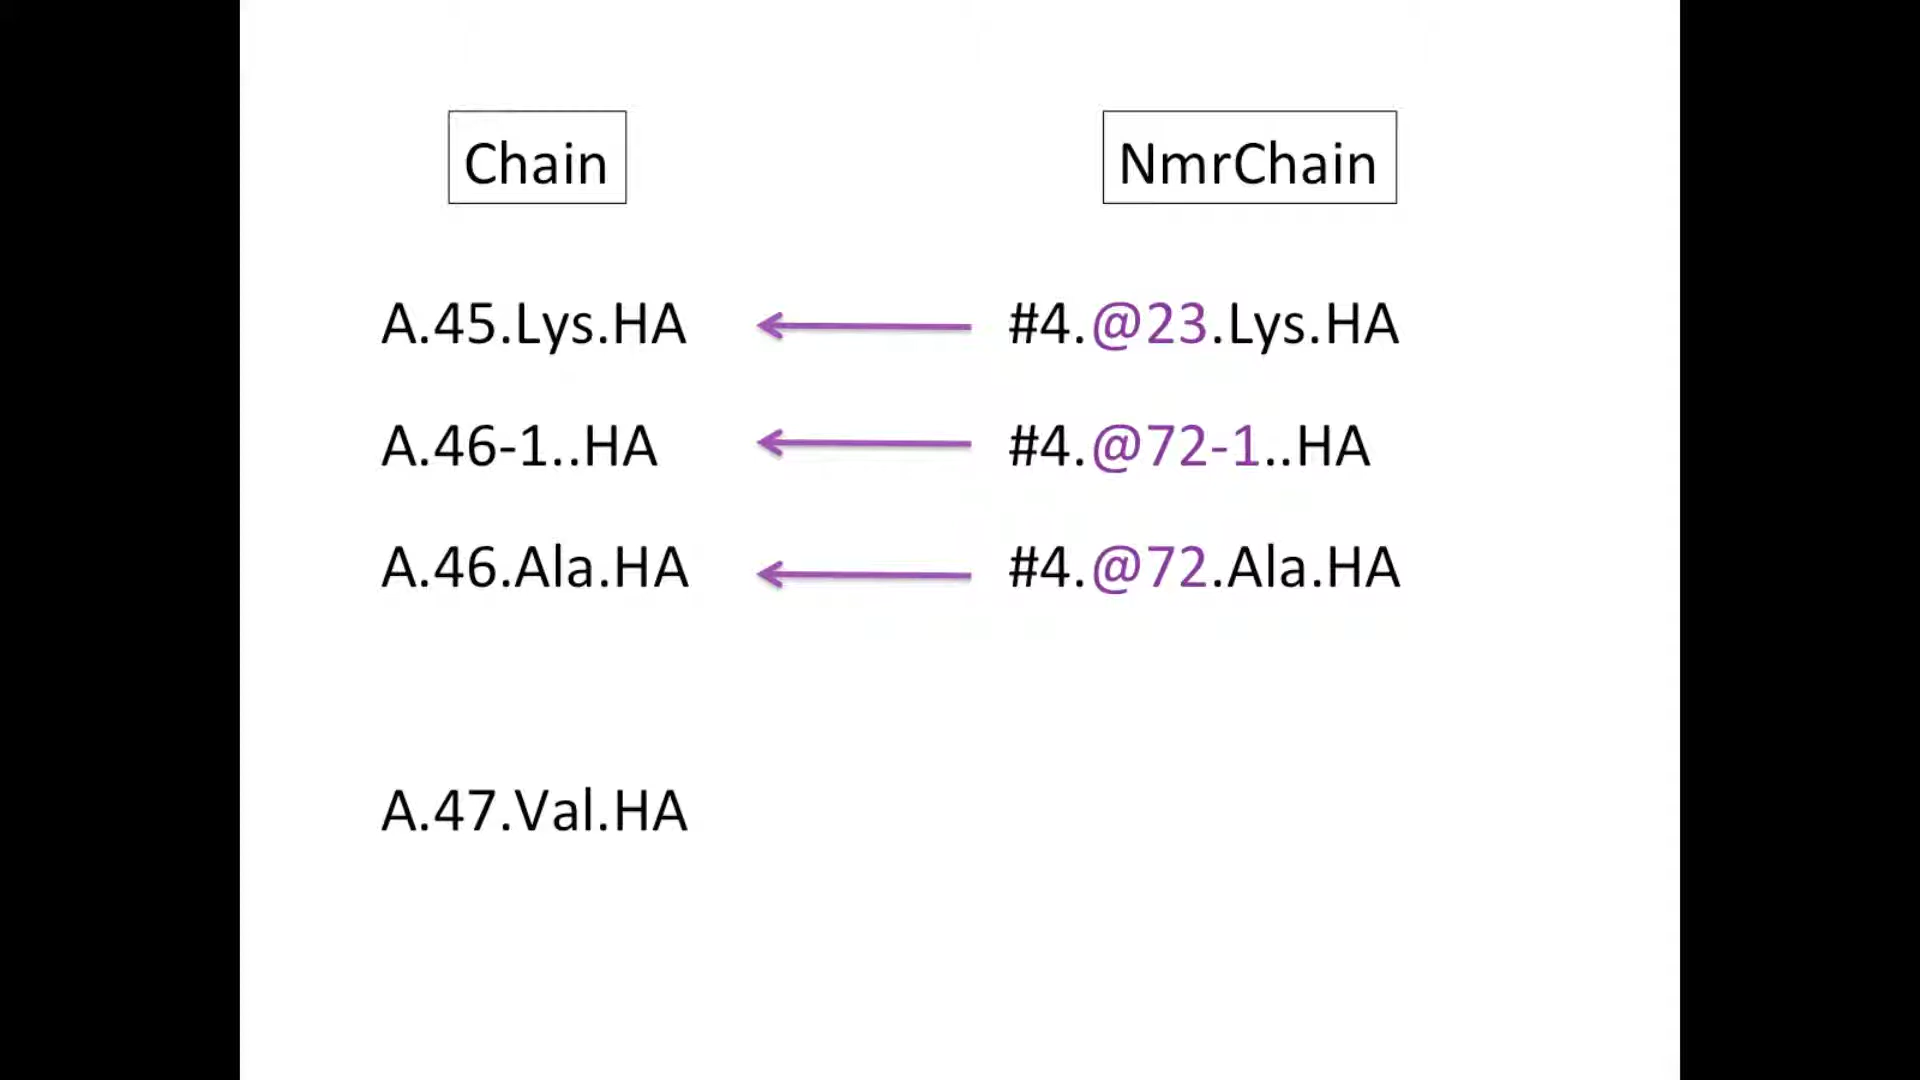 Chain NmrChain
A.45.Lys.HA #4.@23.Lys.HA
A.46-1..HA #4.@72-1..HA
A.46.Ala.HA #4.@72.Ala.HA
A.47.Val.HA